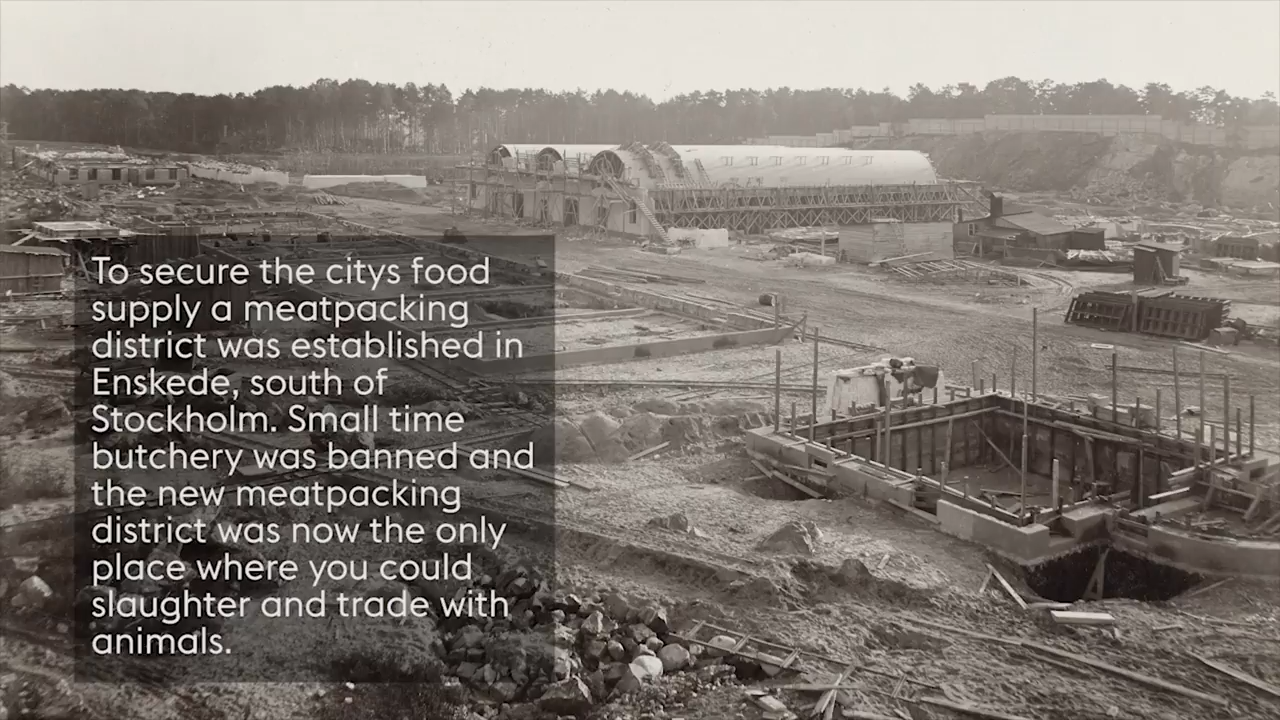 To secure the citys food
supply a meatpacking
district was established in
Enskede, south of
Stockholm. Small time
butchery was banned and
the new meatpacking
district was now the only
place where you could
slaughter and trade with
animals.